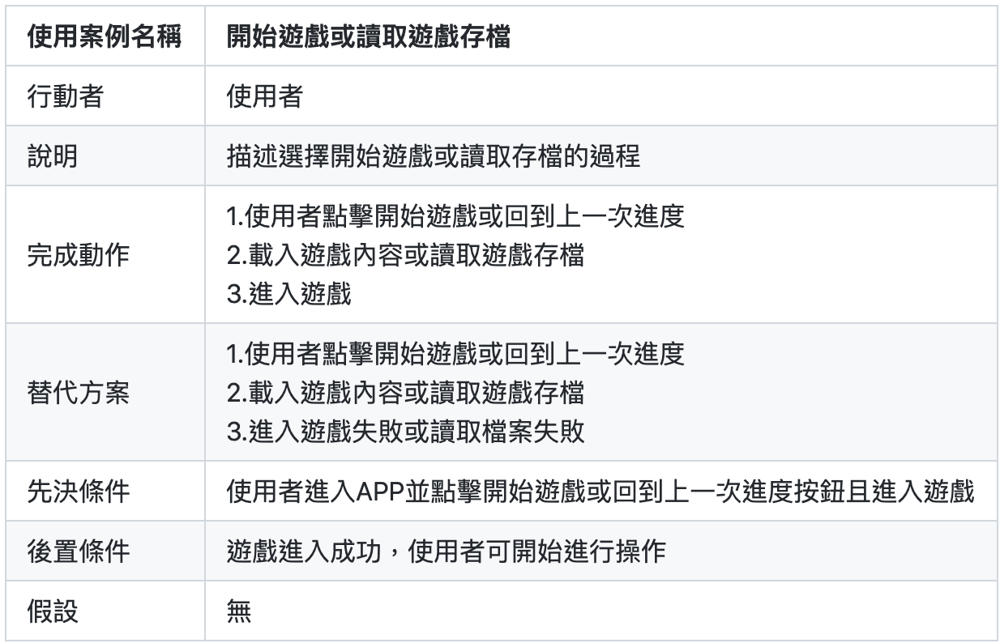 使用案例名稱 開始遊戲或讀取遊戲存檔
行動者 使用者
說明 描述選擇開始遊戲或讀取存檔的過程
完成動作
1.使用者點擊開始遊戲或回到上一次進度
2.載入遊戲內容或讀取遊戲存檔
3.進入遊戲
替代方案
1.使用者點擊開始遊戲或回到上一次進度
2.載入遊戲內容或讀取遊戲存檔
3.進入遊戲失敗或讀取檔案失敗
先決條件 使用者進入APP並點擊開始遊戲或回到上一次進度按鈕且進入遊戲
後置條件 遊戲進入成功，使用者可開始進行操作
假設 無